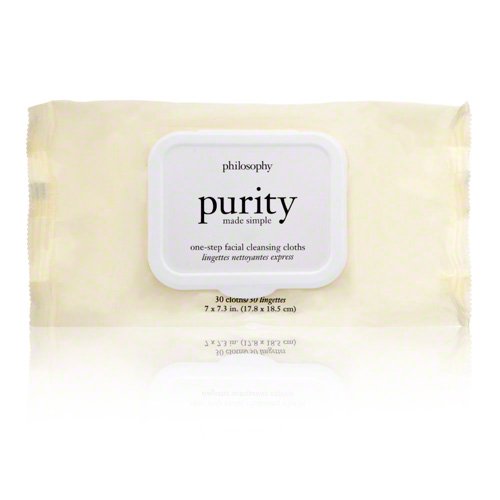 philosophy
purity
made simple
one-step facial cleansing cloths
lingettes nettoyantes express
30 cloths/30 lingettes
7 x 7.3 in. (17.8 x 18.5 cm)